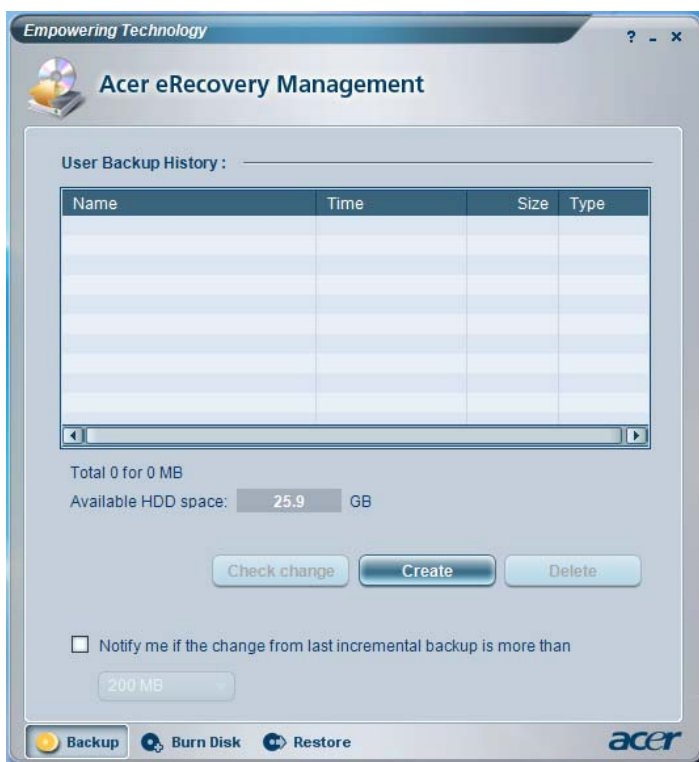 Empowering Technology
? - x
Acer eRecovery Management
User Backup History :
Name Time Size Type
Total 0 for 0 MB
Available HDD space: 25.9 GB
Check change Create Delete
Notify me if the change from last incremental backup is more than
200 MB
Backup Burn Disk Restore acer